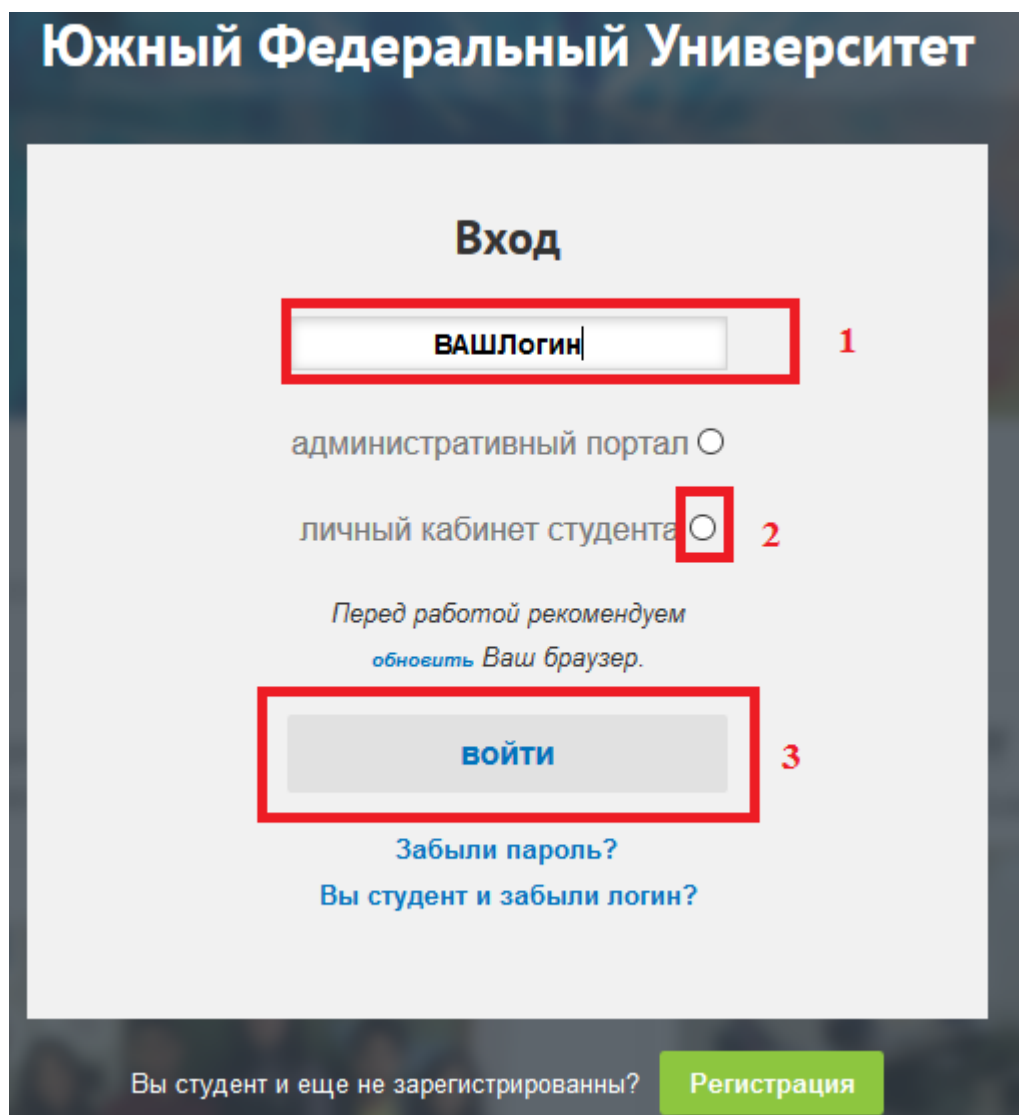 Южный Федеральный Университет
Вход
ВАШЛогин
1
административный портал
личный кабинет студента
2
Перед работой рекомендуем
обновить Ваш браузер.
войти
3
Забыли пароль?
Вы студент и забыли логин?
Вы студент и еще не зарегистрированны?
Регистрация